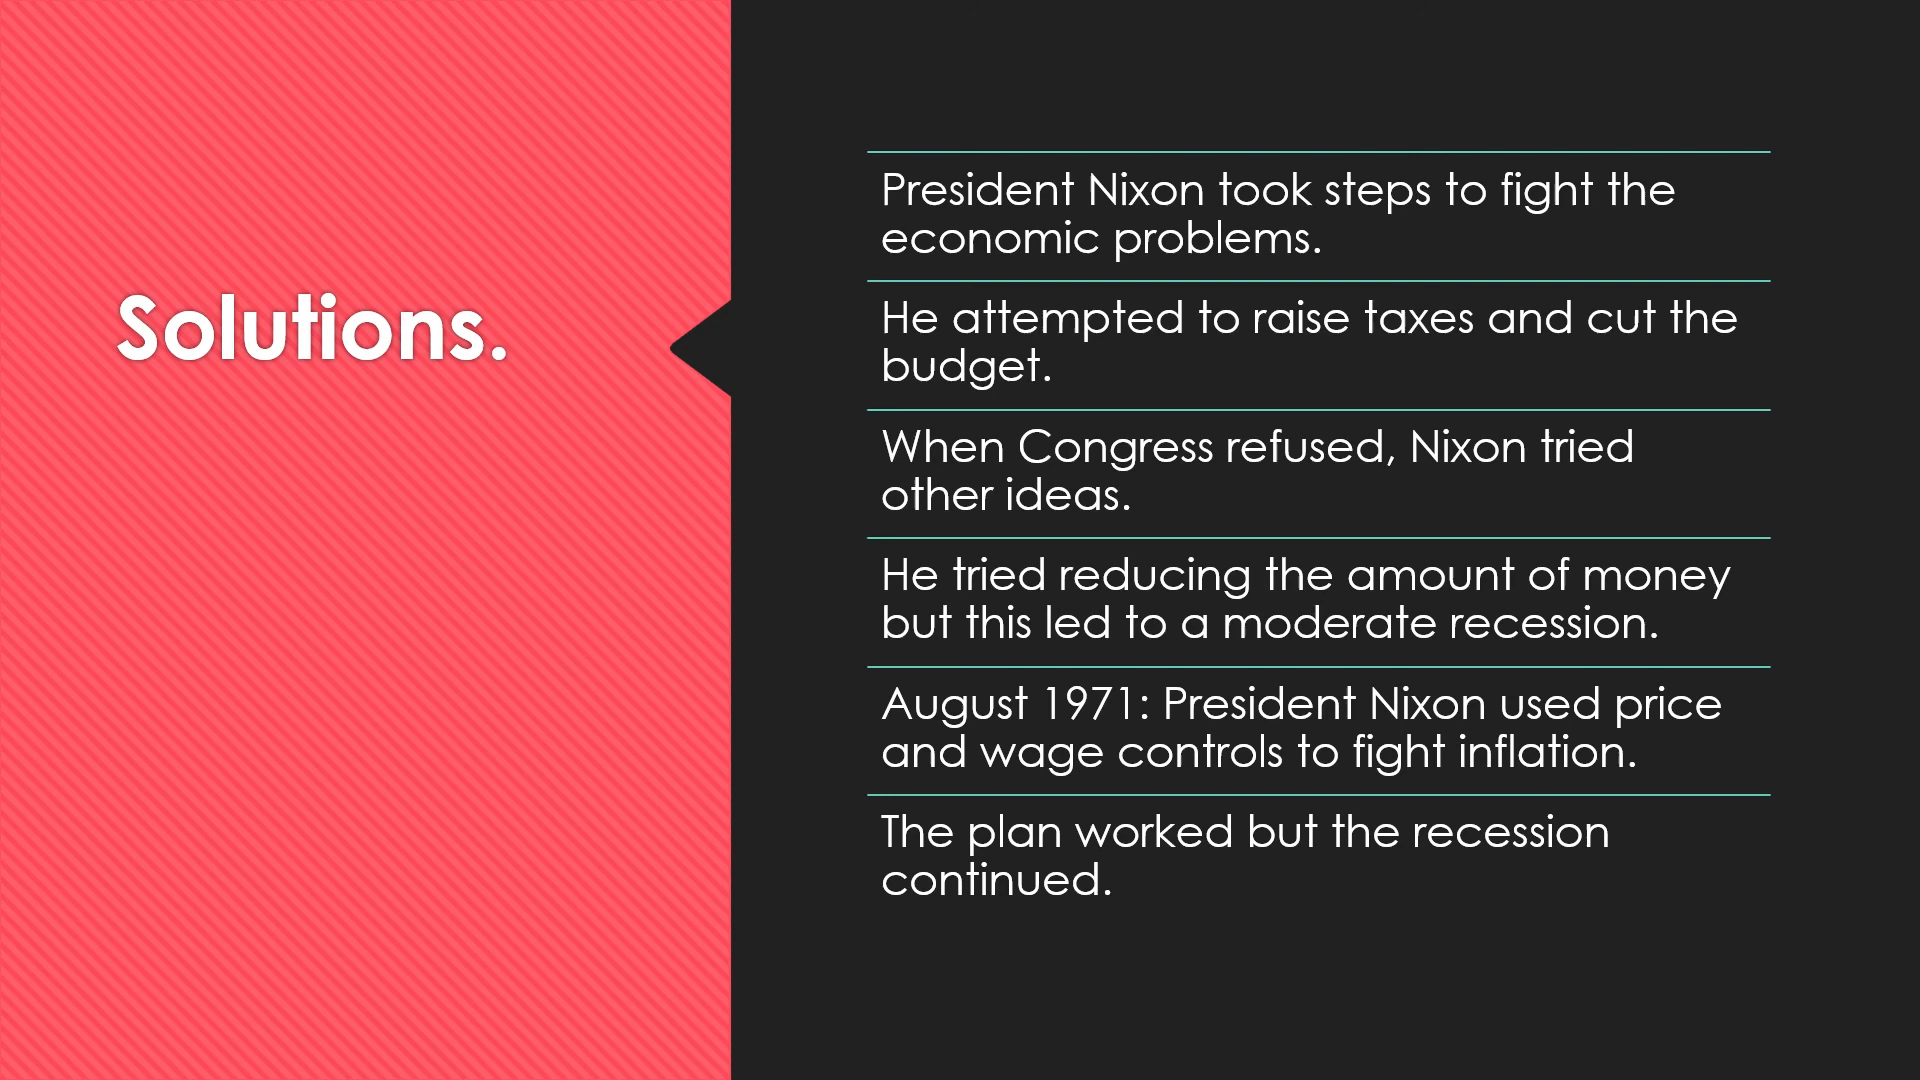 Solutions.
President Nixon took steps to fight the
economic problems.
He attempted to raise taxes and cut the
budget.
When Congress refused, Nixon tried
other ideas.
He tried reducing the amount of money
but this led to a moderate recession.
August 1971: President Nixon used price
and wage controls to fight inflation.
The plan worked but the recession
continued.